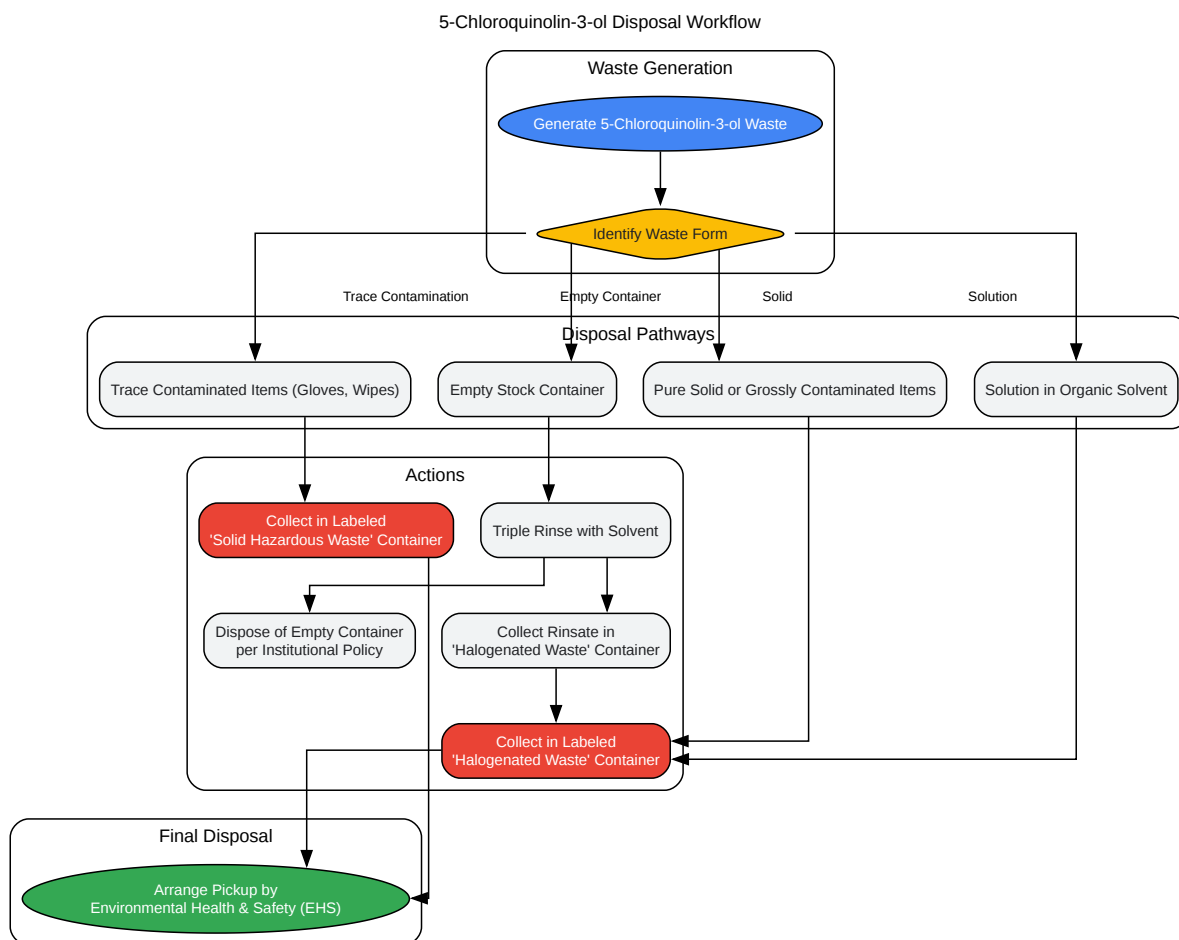 5-Chloroquinolin-3-ol Disposal Workflow
Waste Generation
Generate 5-Chloroquinolin-3-ol Waste
Identify Waste Form
Trace Contamination
Empty Container
Solid
Solution
Disposal Pathways
Trace Contaminated Items (Gloves, Wipes)
Empty Stock Container
Pure Solid or Grossly Contaminated Items
Solution in Organic Solvent
Actions
Collect in Labeled
'Solid Hazardous Waste' Container
Triple Rinse with Solvent
Dispose of Empty Container
per Institutional Policy
Collect Rinsate in
'Halogenated Waste' Container
Collect in Labeled
'Halogenated Waste' Container
Final Disposal
Arrange Pickup by
Environmental Health & Safety (EHS)